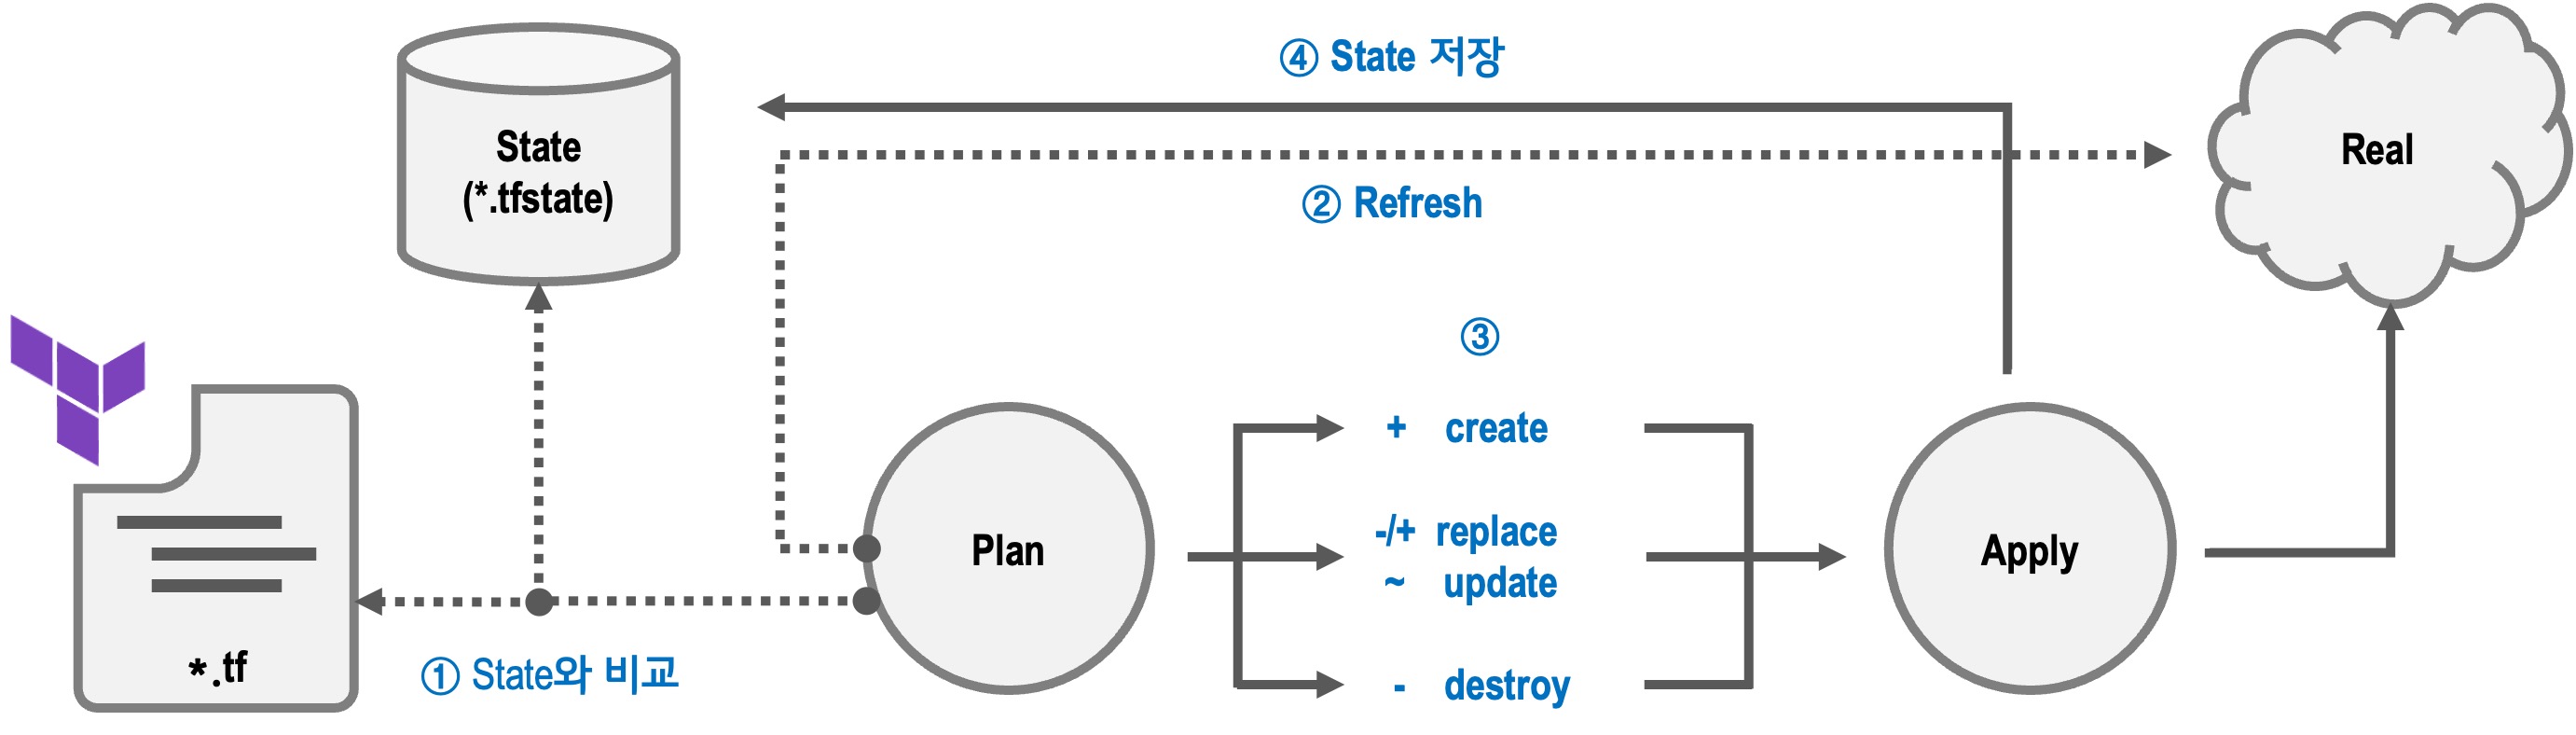 ④ State 저장
State
(*.tfstate)
Real
② Refresh
③
+ create
-/+ replace
~ update
- destroy
Plan
Apply
*.tf
① State와 비교